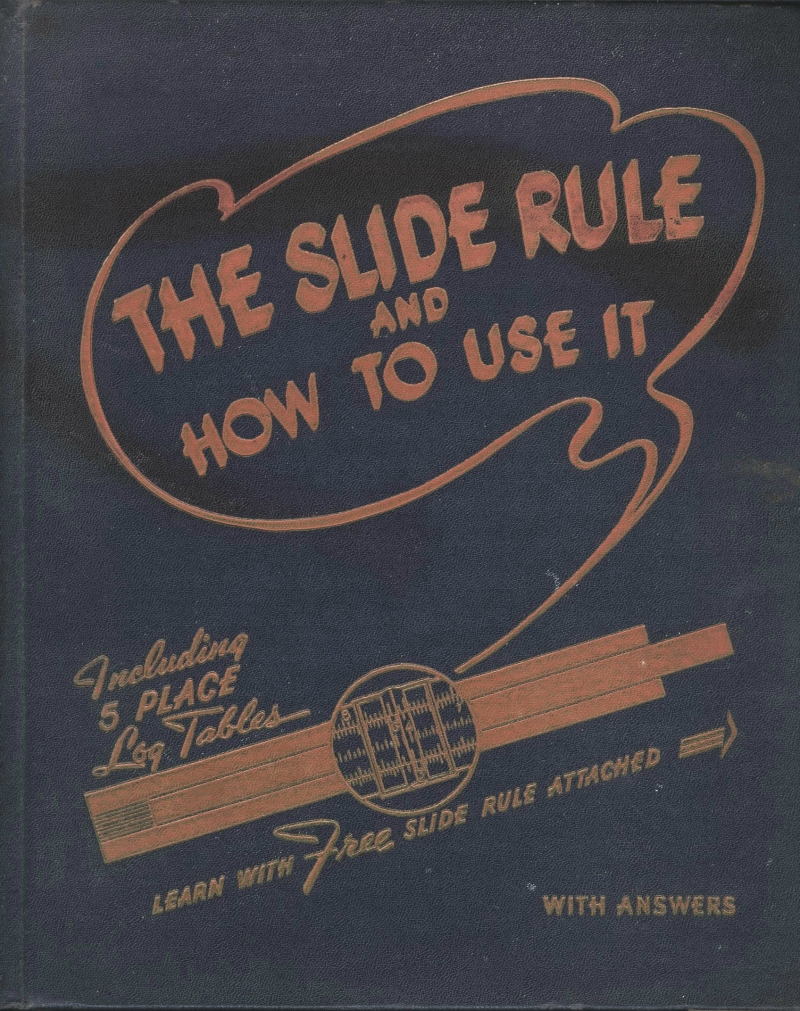 THE SLIDE RULE
AND
HOW TO USE IT
Including
5 PLACE
Log Tables
LEARN WITH Free SLIDE RULE ATTACHED
WITH ANSWERS